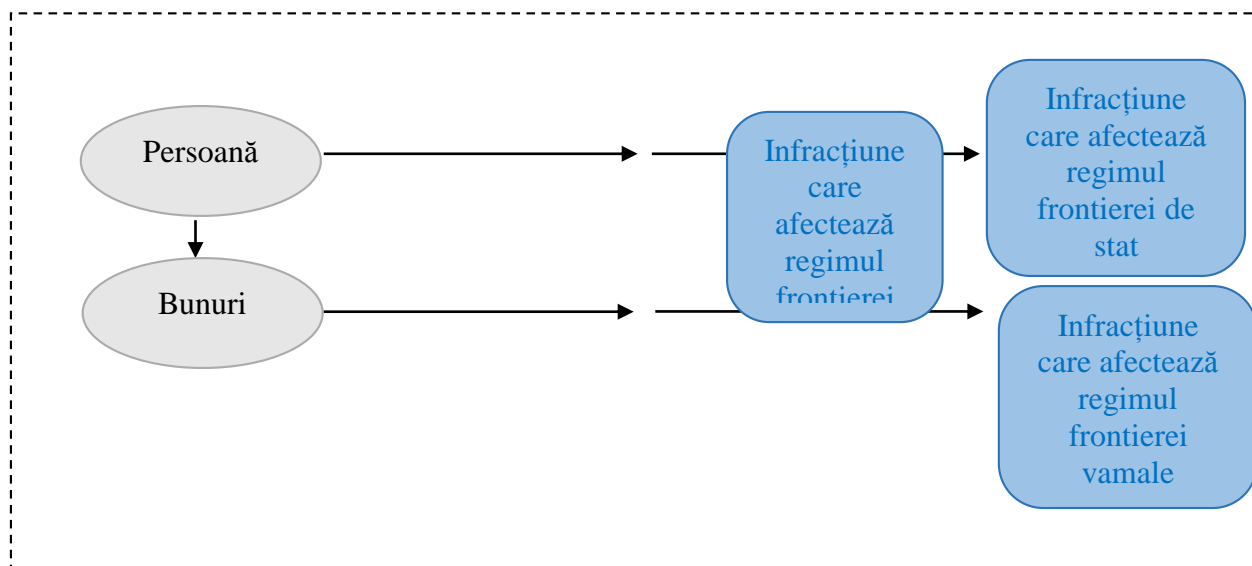 Persoană
Bunuri
Infracțiune
care
afectează
regimul
frontierei
Infracțiune
care afectează
regimul
frontierei de
stat
Infracțiune
care afectează
regimul
frontierei
vamale